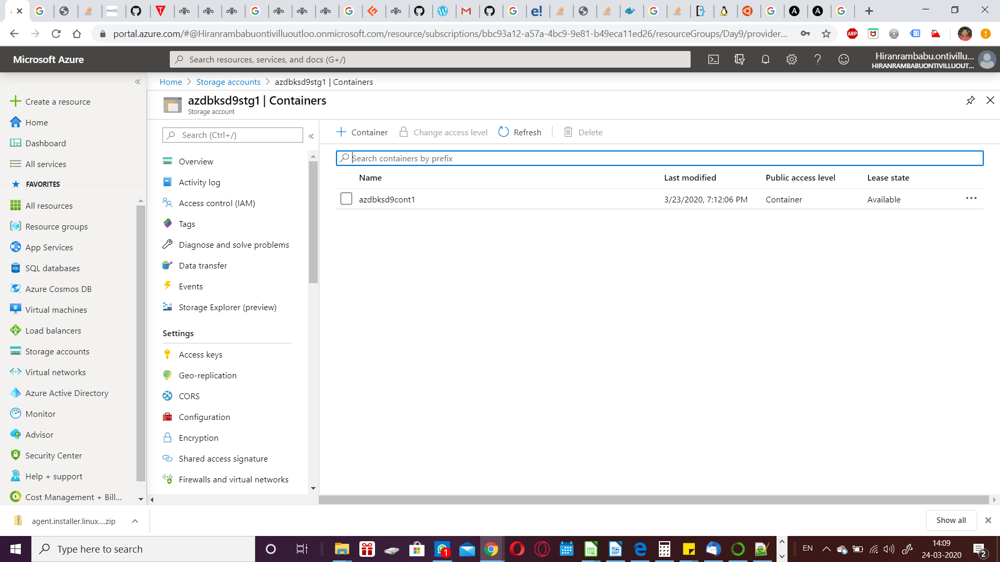 mw[i]
e!
portal.azure.com/#@Hiranrambabuontivilluoutloo.onmicrosoft.com/resource/subscriptions/bbc93a12-a57a-4bc9-9e81-b49eca11ed26/resourceGroups/Day9/provider...
ABP
Microsoft Azure
Search resources, services, and docs (G+/)
Hiranrambabu.ontivillu...
HIRANRAMBABUONTIVILLUOUT...
Home > Storage accounts > azdbksd9stg1 | Containers
azdbksd9stg1 | Containers
Storage account
Create a resource
Home
Dashboard
All services
FAVORITES
All resources
Resource groups
App Services
SQL databases
Azure Cosmos DB
Virtual machines
Load balancers
Storage accounts
Virtual networks
Azure Active Directory
Monitor
Advisor
Security Center
Help + support
Cost Management + Bill...
Search (Ctrl+/)
Overview
Activity log
Access control (IAM)
Tags
Diagnose and solve problems
Data transfer
Events
Storage Explorer (preview)
Settings
Access keys
Geo-replication
CORS
Configuration
Encryption
Shared access signature
Firewalls and virtual networks
Container
Change access level
Refresh
Delete
Search containers by prefix
Name Last modified Public access level Lease state
azdbksd9cont1 3/23/2020, 7:12:06 PM Container Available
agent.installer.linux....zip
Show all
Type here to search
1
EN
14:09
24-03-2020
2